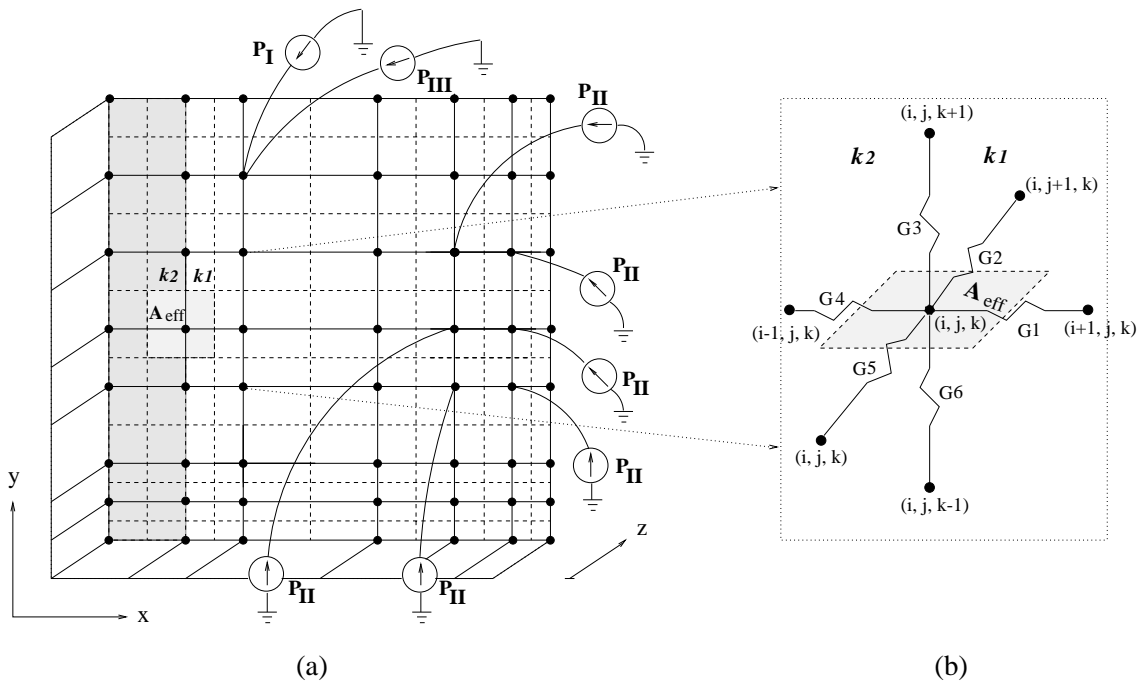 P_I
P_III
P_II
P_II
P_II
P_II
P_II
P_II
k2 k1
A_eff
y
x
z
(a)
(i, j, k+1)
k2 k1
(i, j+1, k)
G3
G2
A_eff
G4
(i, j, k)
G1
(i-1, j, k)
(i+1, j, k)
G5
G6
(i, j, k)
(i, j, k-1)
(b)